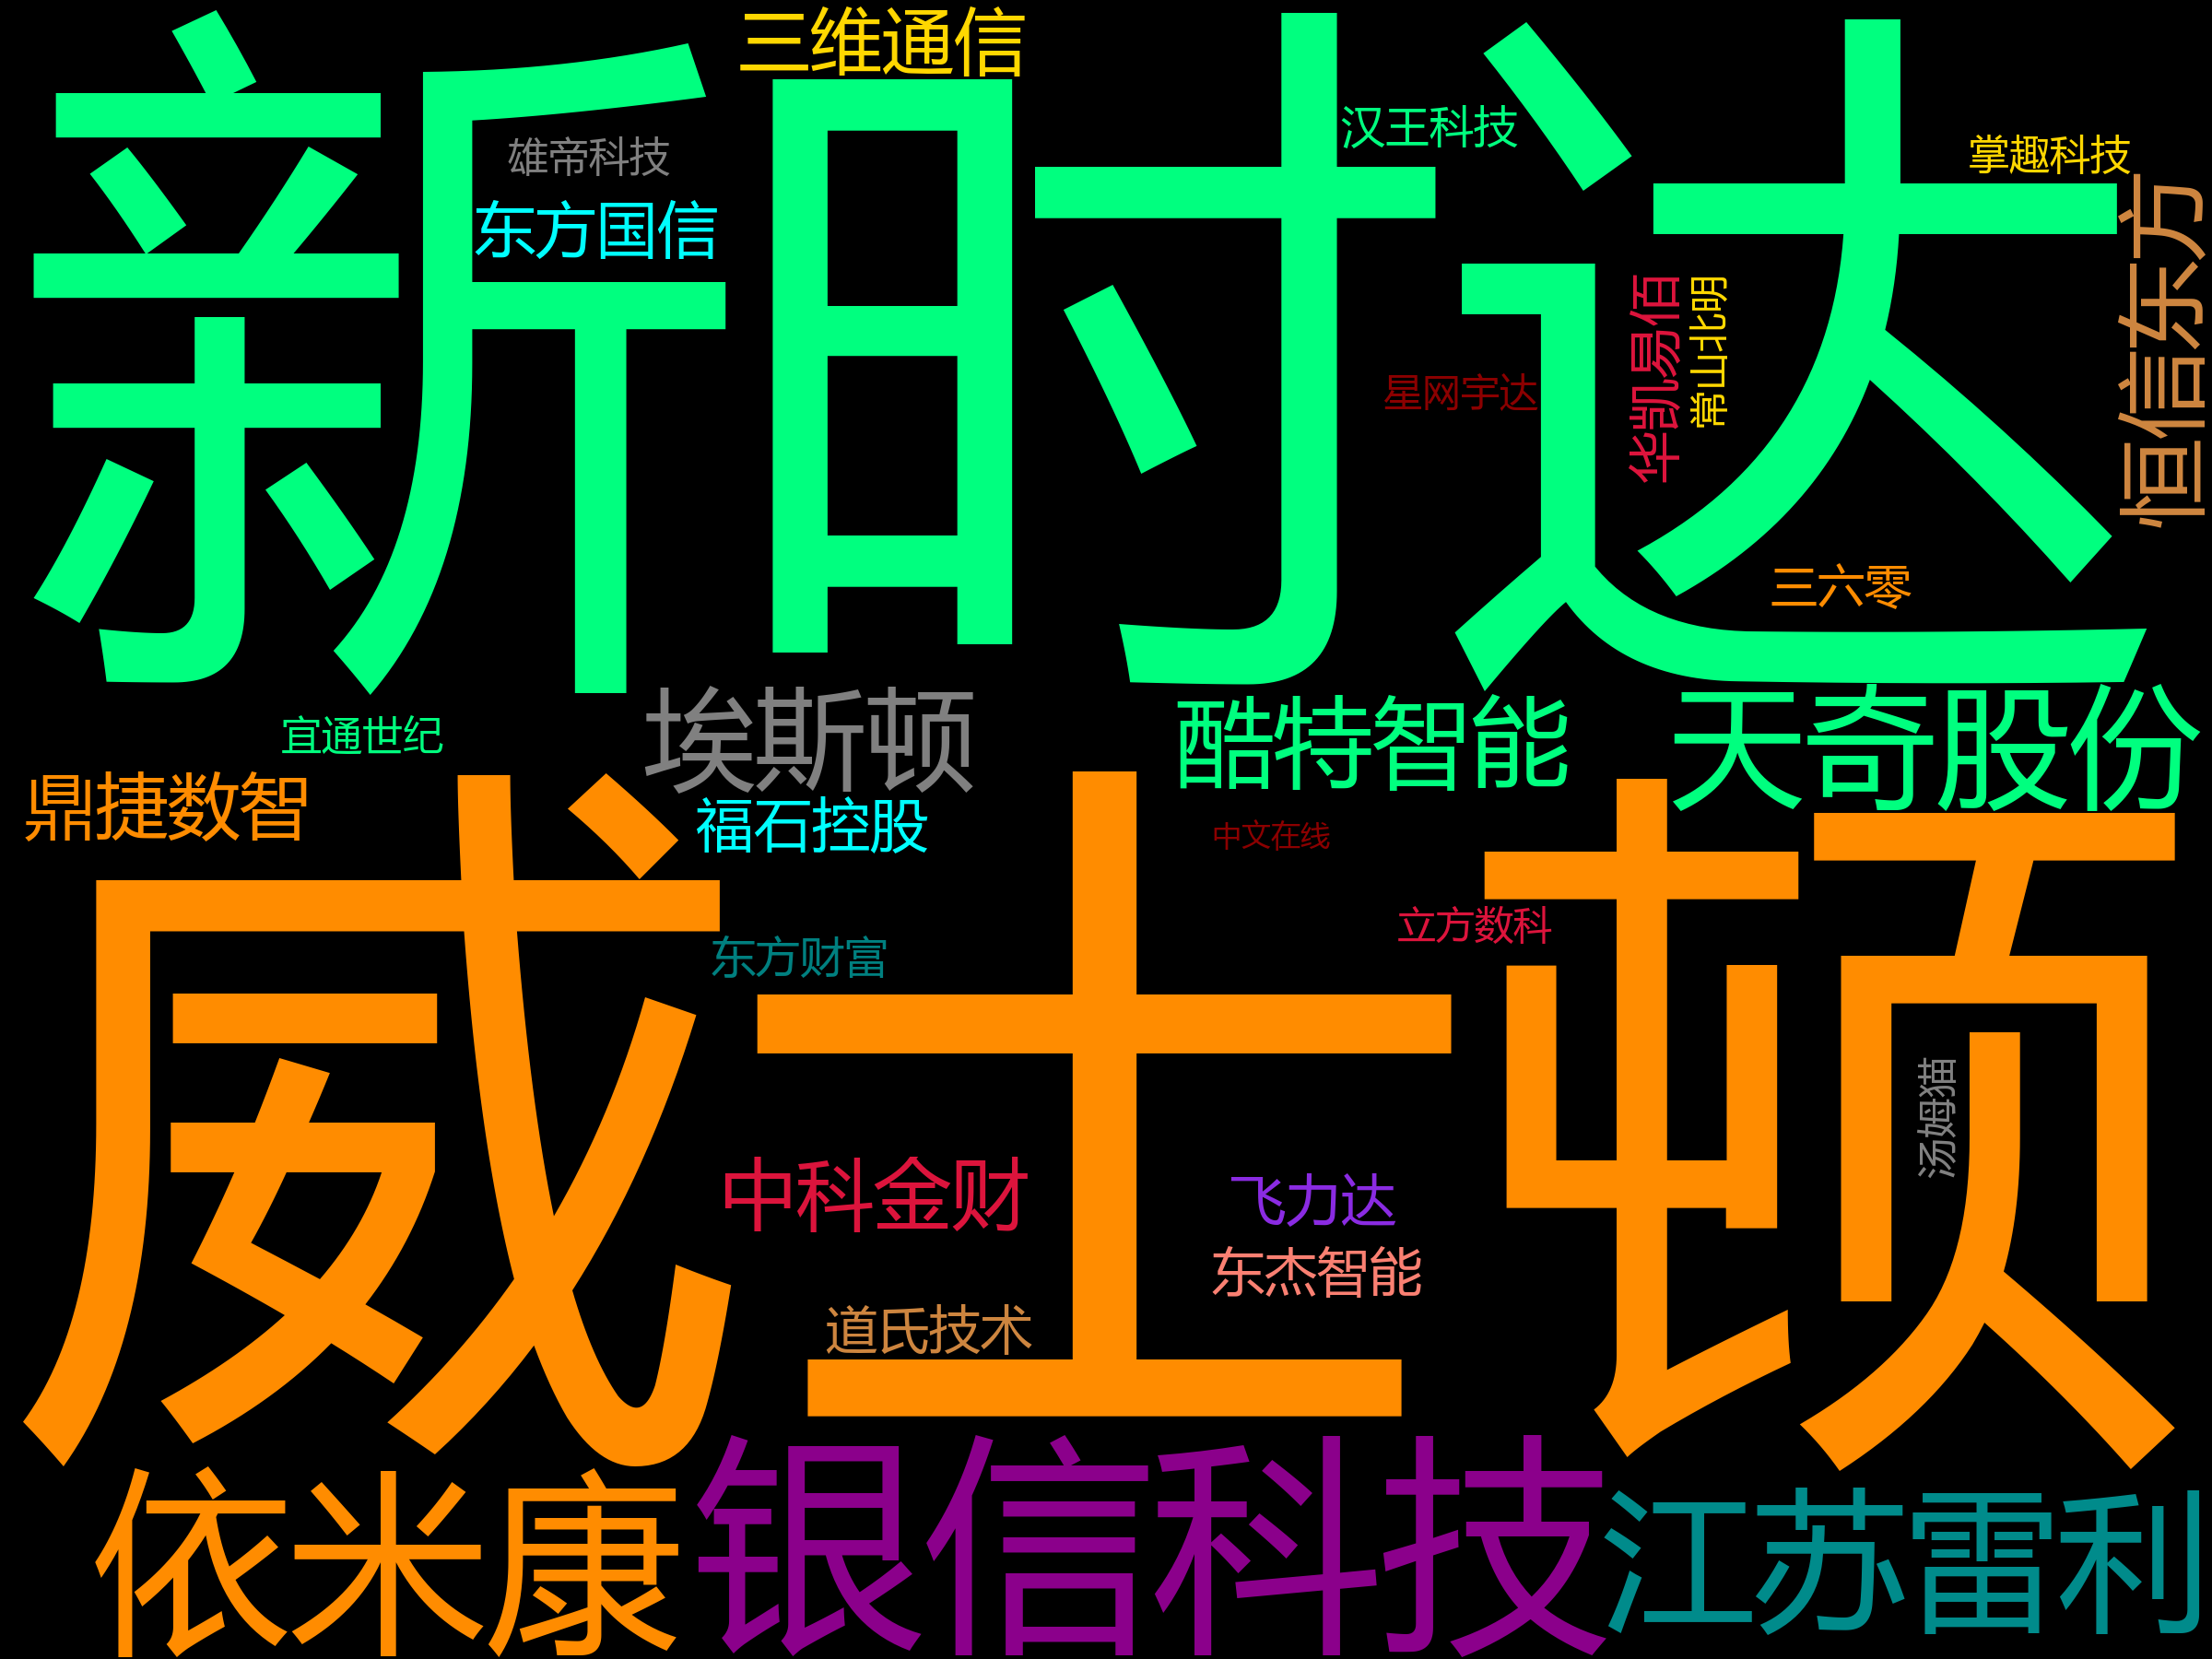 三维通信
新时达
汉王科技
掌趣科技
维帝科技
东方国信
恒信东方
华凯易佰
常山北明
星网宇达
三六零
宜通世纪
埃斯顿
酷特智能
天奇股份
鼎捷数智
福石控股
中文在线
威士顿
东方财富
立方数科
汤姆猫
中科金财
飞力达
东杰智能
道氏技术
依米康
银信科技
江苏雷利